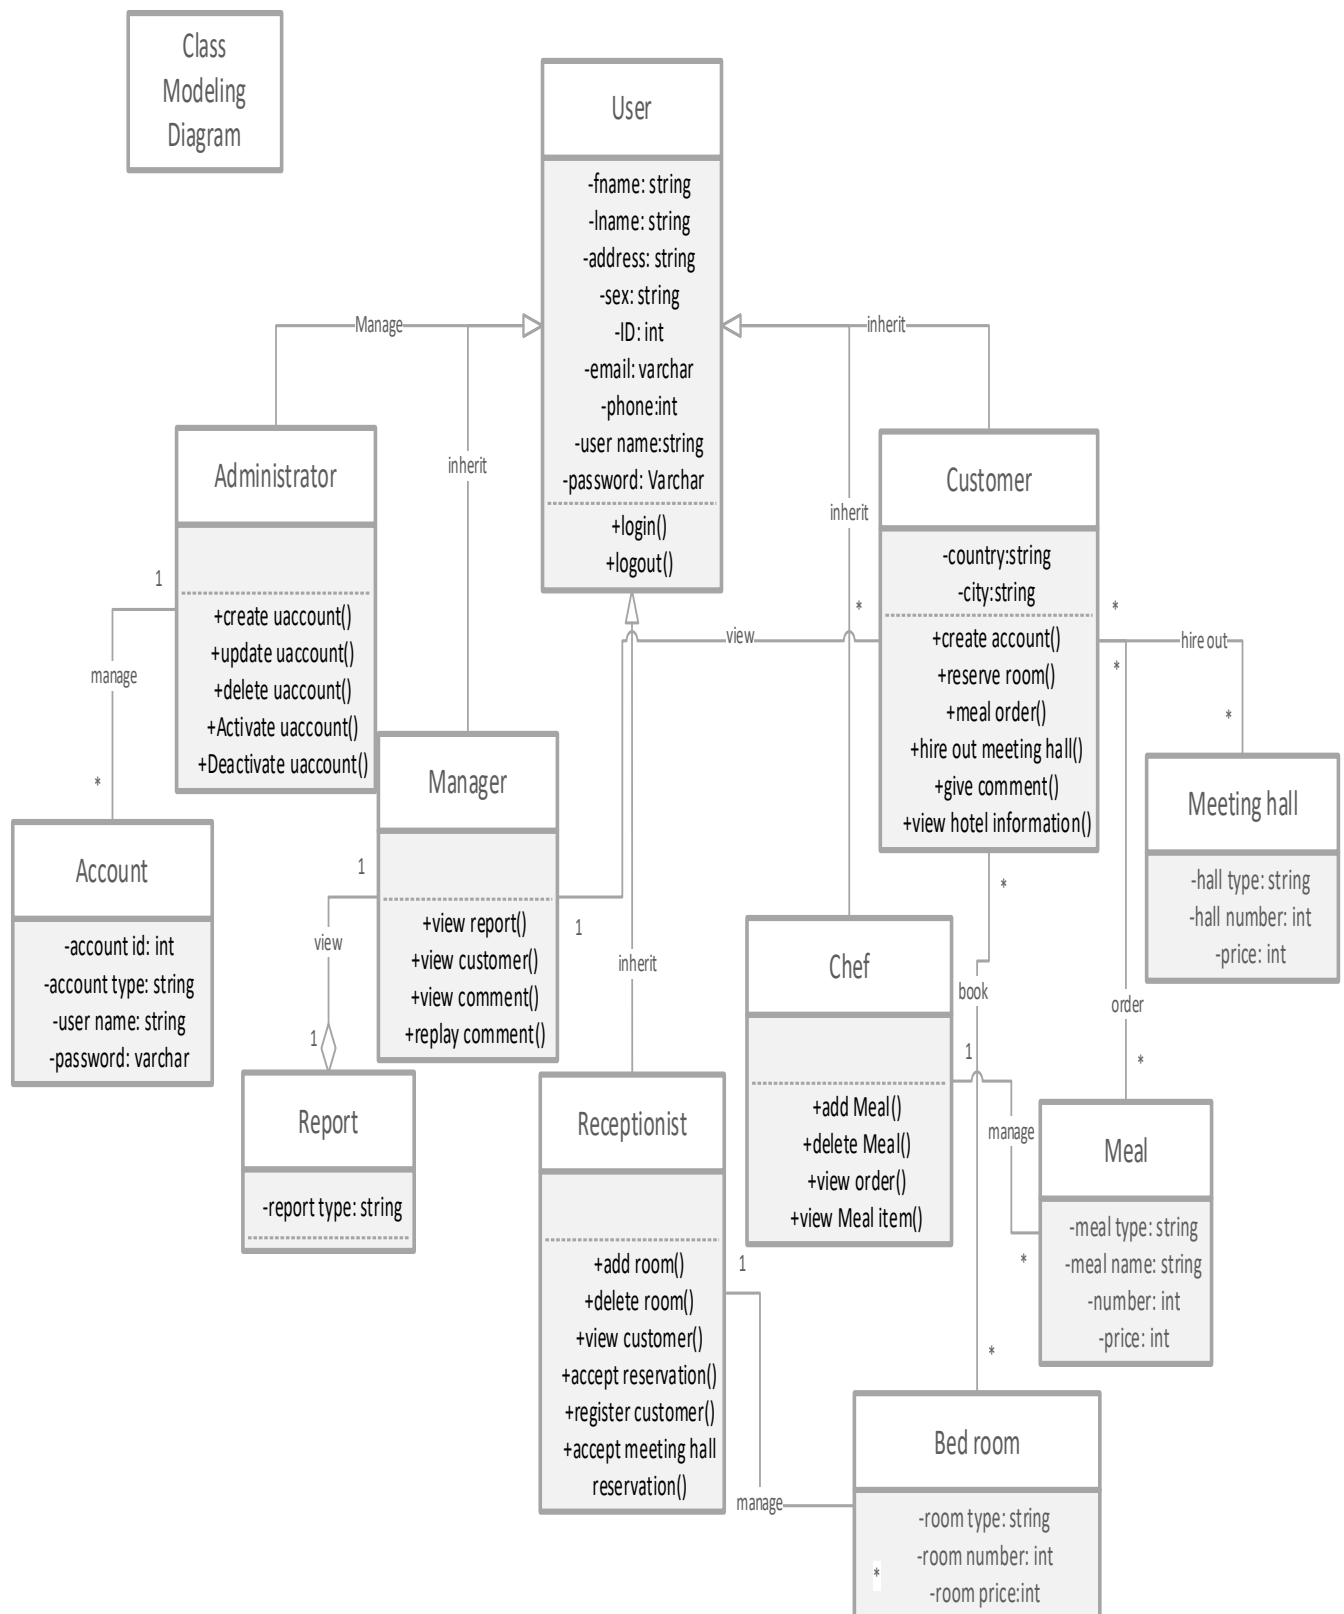 Class
Modeling
Diagram
User
-fname: string
-lname: string
-address: string
-sex: string
-ID: int
-email: varchar
-phone:int
-user name:string
-password: Varchar
+login()
+logout()
Manage
inherit
inherit
inherit
Administrator
+create uaccount()
+update uaccount()
+delete uaccount()
+Activate uaccount()
+Deactivate uaccount()
Customer
-country:string
-city:string
+create account()
+reserve room()
+meal order()
+hire out meeting hall()
+give comment()
+view hotel information()
1
manage
*
*
view
*
*
hire out
*
Manager
+view report()
+view customer()
+view comment()
+replay comment()
Meeting hall
-hall type: string
-hall number: int
-price: int
Account
-account id: int
-account type: string
-user name: string
-password: varchar
1
view
1
1
inherit
*
book
order
*
Chef
+add Meal()
+delete Meal()
+view order()
+view Meal item()
1
manage
*
Report
-report type: string
Receptionist
+add room()
+delete room()
+view customer()
+accept reservation()
+register customer()
+accept meeting hall
reservation()
Meal
-meal type: string
-meal name: string
-number: int
-price: int
1
manage
*
*
Bed room
-room type: string
-room number: int
-room price:int